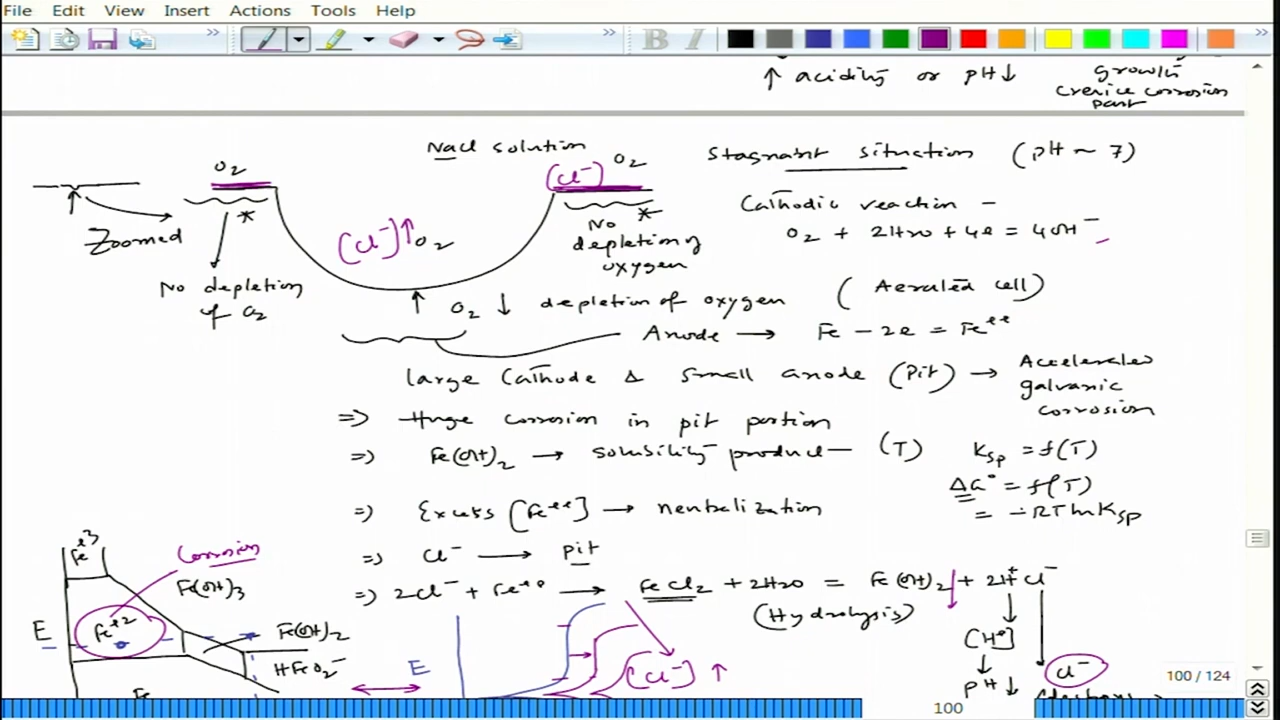 File Edit View Insert Actions Tools Help
B I
↑ acidity or pH↓
growth
crevice corrosion
part
NaCl solution
Stagnant situation (pH ~ 7)
O2
[Cl⁻] O2
Zoomed
*
*
[Cl⁻]↑ O2
No depletion of O2
No depletion of oxygen
Cathodic reaction -
O2 + 2H2O + 4e = 4OH⁻
O2 ↓ depletion of oxygen (Aerated cell)
Anode → Fe - 2e = Fe⁺⁺
large Cathode & small anode (Pit) → Accelerated galvanic corrosion
⇒ Huge corrosion in pit portion
⇒ Fe(OH)2 → solubility product — (T) Ksp = f(T)
ΔG° = f(T)
= -RT ln Ksp
⇒ Excess [Fe⁺⁺] → neutralization
⇒ Cl⁻ → pit
⇒ 2Cl⁻ + Fe⁺⁺ → FeCl2 + 2H2O = Fe(OH)2↓ + 2H⁺Cl⁻
(Hydrolysis)
Fe⁺³
Corrosion
Fe(OH)3
E
Fe⁺²
Fe(OH)2
HFeO2⁻
Fe
E
[Cl⁻] ↑
[H⁺]
↓
pH↓
Cl⁻
100 / 124
100